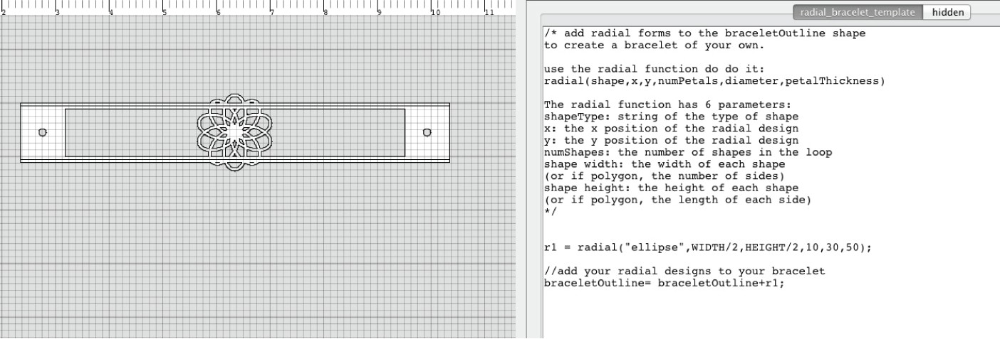 2 3 4 5 6 7 8 9 10 11
radial_bracelet_template hidden
/* add radial forms to the braceletOutline shape
to create a bracelet of your own.
use the radial function do do it:
radial(shape,x,y,numPetals,diameter,petalThickness)
The radial function has 6 parameters:
shapeType: string of the type of shape
x: the x position of the radial design
y: the y position of the radial design
numShapes: the number of shapes in the loop
shape width: the width of each shape
(or if polygon, the number of sides)
shape height: the height of each shape
(or if polygon, the length of each side)
*/
r1 = radial("ellipse",WIDTH/2,HEIGHT/2,10,30,50);
//add your radial designs to your bracelet
braceletOutline= braceletOutline+r1;